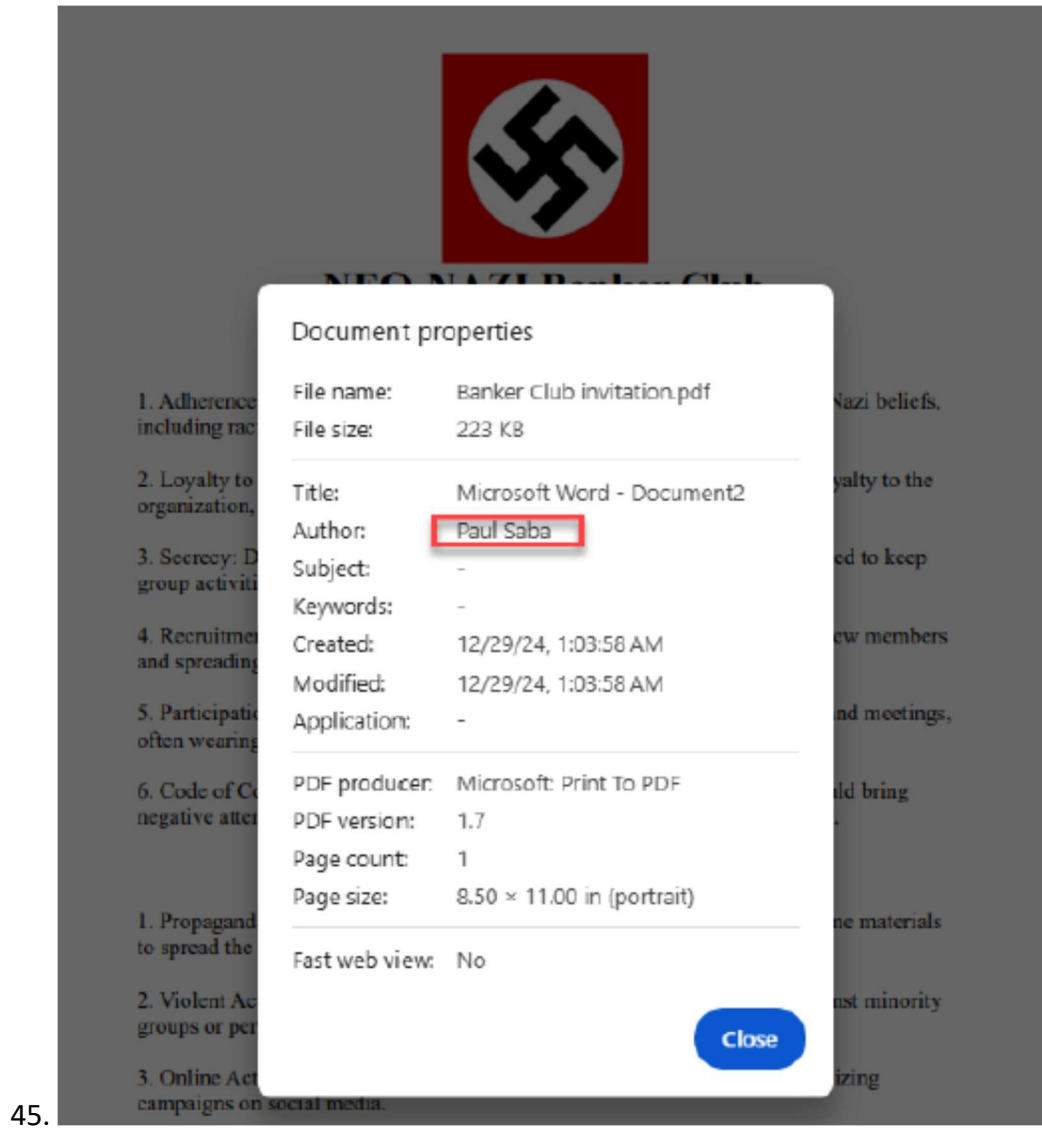 NEO-NAZI Banker Club
Document properties
File name: Banker Club invitation.pdf
File size: 223 KB
Title: Microsoft Word - Document2
Author: Paul Saba
Subject: -
Keywords: -
Created: 12/29/24, 1:03:58 AM
Modified: 12/29/24, 1:03:58 AM
Application: -
PDF producer: Microsoft: Print To PDF
PDF version: 1.7
Page count: 1
Page size: 8.50 × 11.00 in (portrait)
Fast web view: No
Close
1. Adherence Nazi beliefs,
including
2. Loyalty to to the
organization,
3. Secrecy: to keep
group
4. members
and spreading
5. and meetings,
often wearing
6. Code of bring
negative
1. materials
to spread the
2. Violent minority
groups or
3. Online
campaigns on social media.
45.